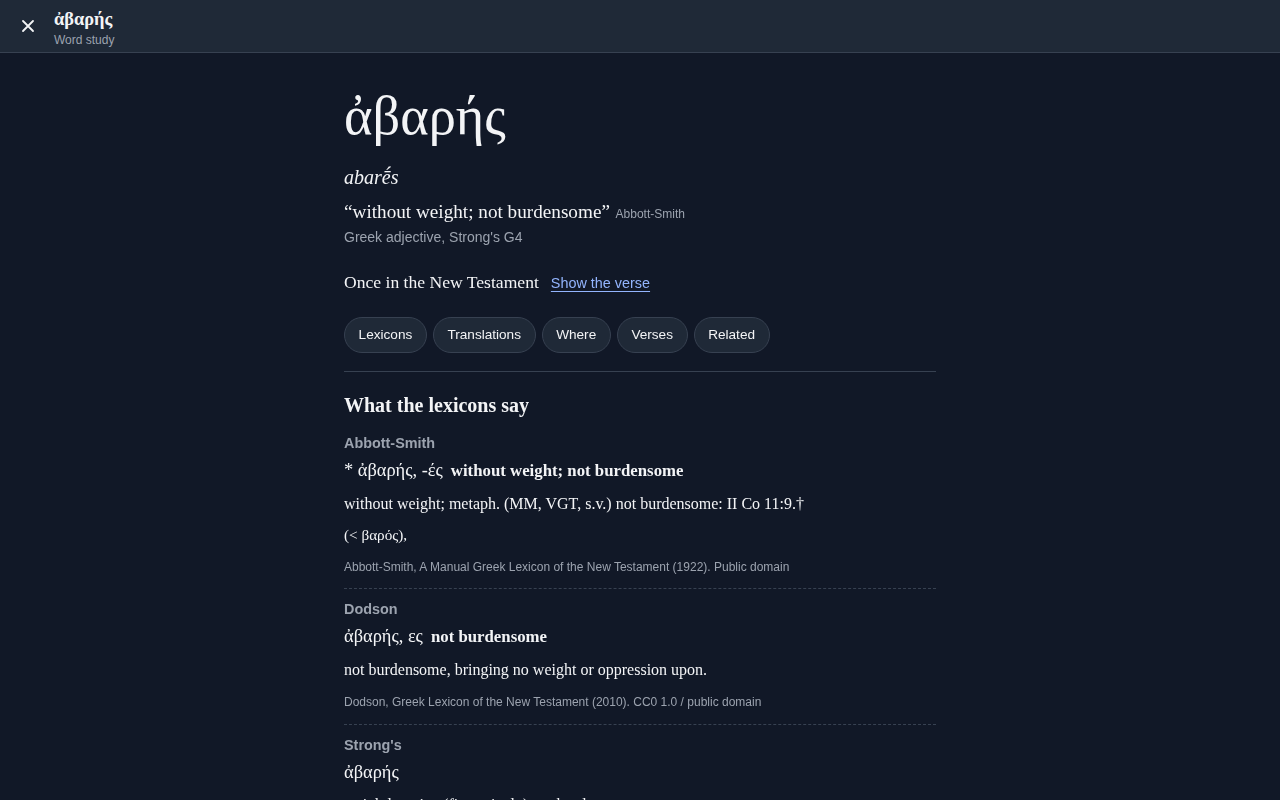 ἀβαρής
Word study
ἀβαρής
abarḗs
“without weight; not burdensome” Abbott-Smith
Greek adjective, Strong's G4
Once in the New Testament Show the verse
Lexicons Translations Where Verses Related
What the lexicons say
Abbott-Smith
* ἀβαρής, -ές without weight; not burdensome
without weight; metaph. (MM, VGT, s.v.) not burdensome: II Co 11:9.†
(< βαρός),
Abbott-Smith, A Manual Greek Lexicon of the New Testament (1922). Public domain
Dodson
ἀβαρής, ες not burdensome
not burdensome, bringing no weight or oppression upon.
Dodson, Greek Lexicon of the New Testament (2010). CC0 1.0 / public domain
Strong's
ἀβαρής